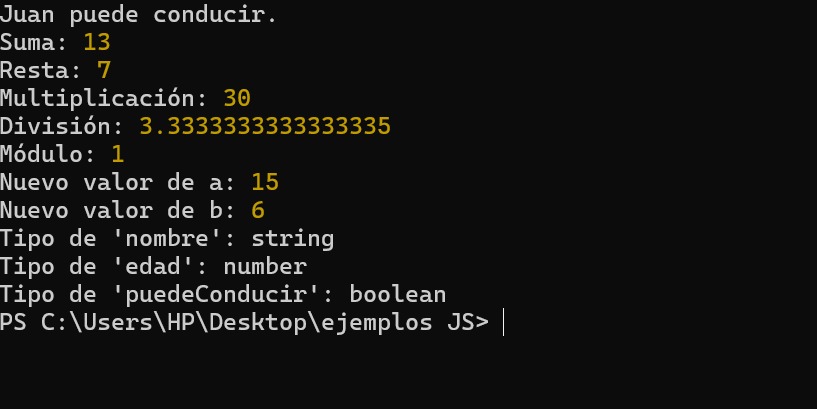 Juan puede conducir.
Suma: 13
Resta: 7
Multiplicación: 30
División: 3.3333333333333335
Módulo: 1
Nuevo valor de a: 15
Nuevo valor de b: 6
Tipo de 'nombre': string
Tipo de 'edad': number
Tipo de 'puedeConducir': boolean
PS C:\Users\HP\Desktop\ejemplos JS>